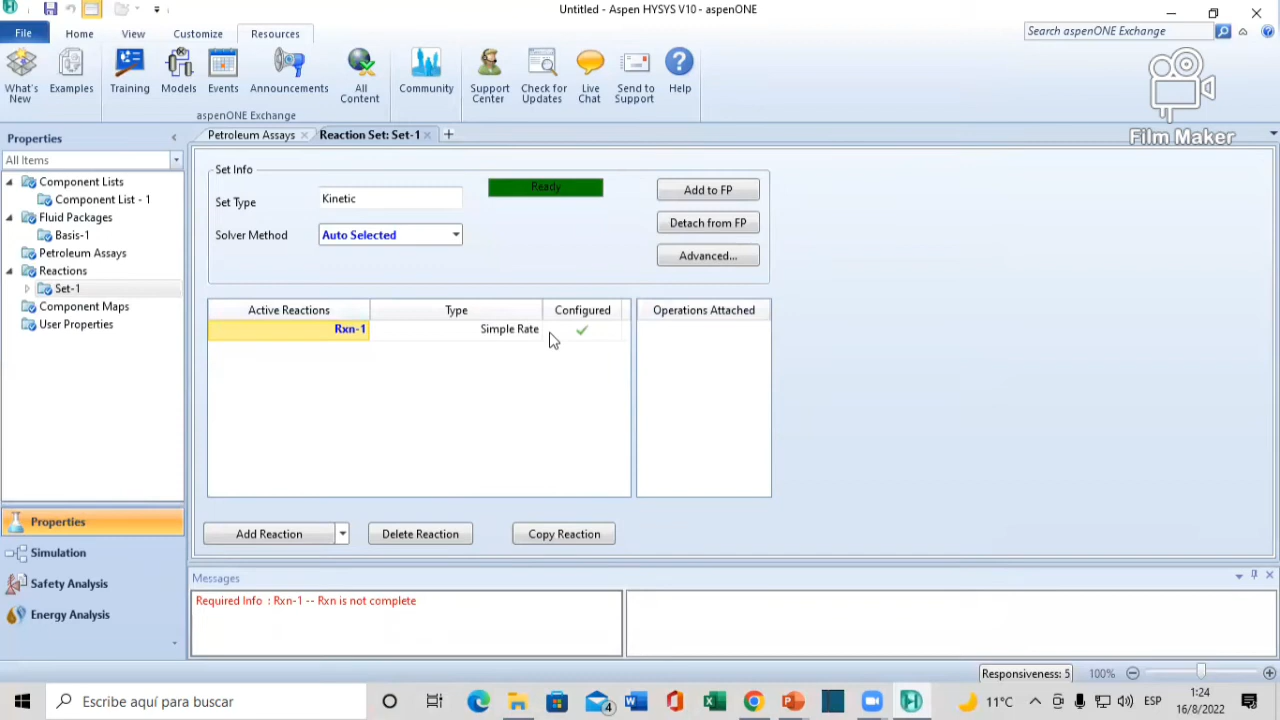 Untitled - Aspen HYSYS V10 - aspenONE
File
Home
View
Customize
Resources
Search aspenONE Exchange
What's New
Examples
Training
Models
Events
Announcements
All Content
Community
Support Center
Check for Updates
Live Chat
Send to Support
Help
aspenONE Exchange
Film Maker
Properties
All Items
Component Lists
Component List - 1
Fluid Packages
Basis-1
Petroleum Assays
Reactions
Set-1
Component Maps
User Properties
Properties
Simulation
Safety Analysis
Energy Analysis
Petroleum Assays
Reaction Set: Set-1
Set Info
Set Type
Kinetic
Ready
Add to FP
Solver Method
Auto Selected
Detach from FP
Advanced...
Active Reactions
Type
Configured
Operations Attached
Rxn-1
Simple Rate
Add Reaction
Delete Reaction
Copy Reaction
Messages
Required Info : Rxn-1 -- Rxn is not complete
Responsiveness: 5
100%
Escribe aquí para buscar
4
11°C
ESP
1:24
16/8/2022